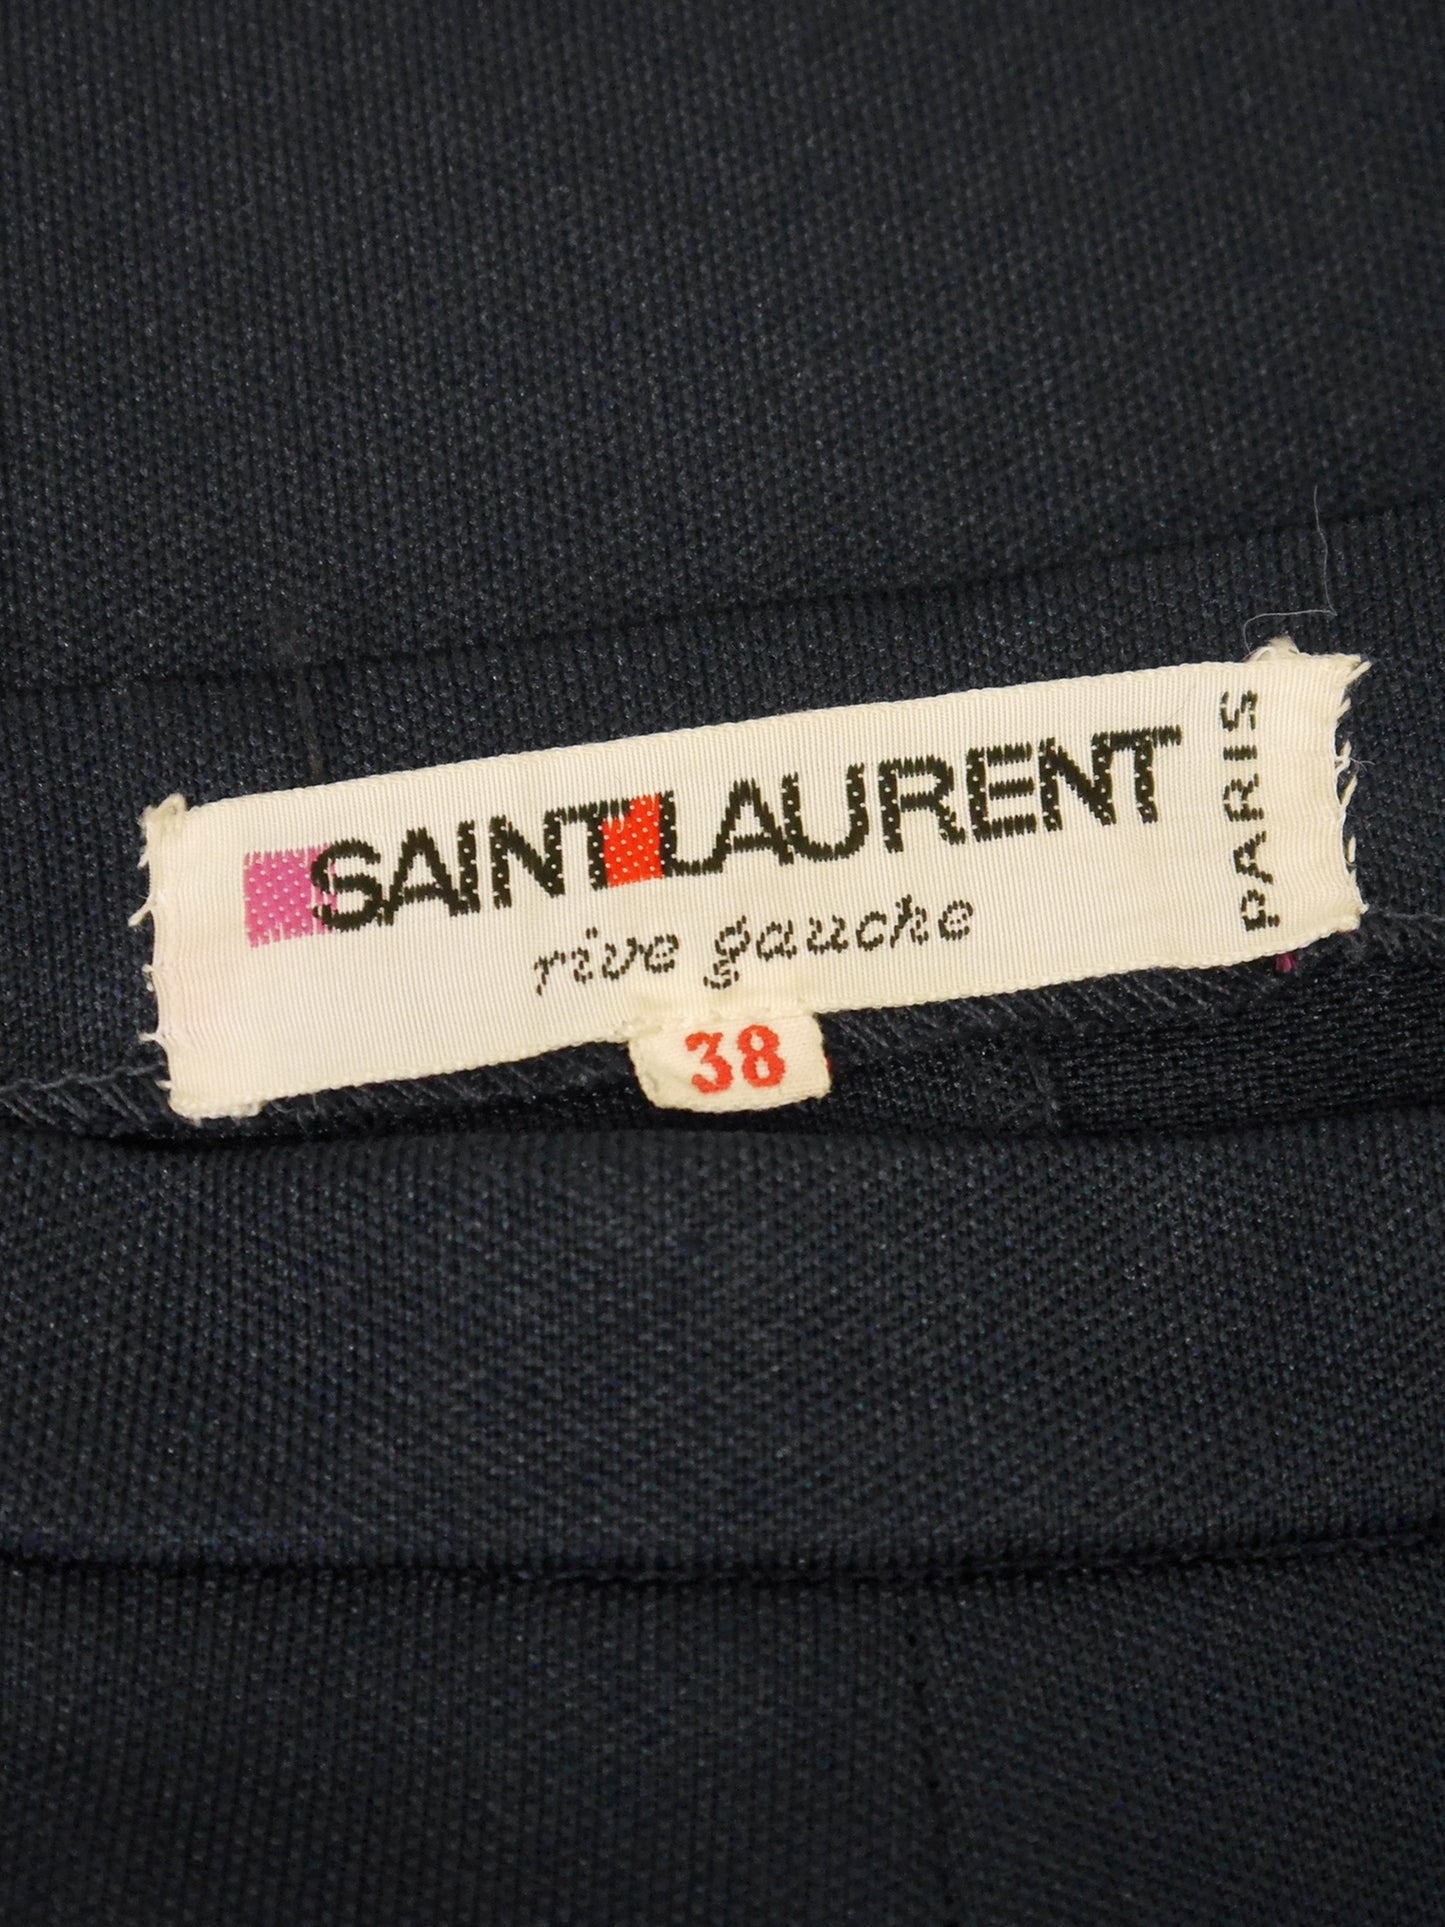 SAINT LAURENT
rive gauche
PARIS
38